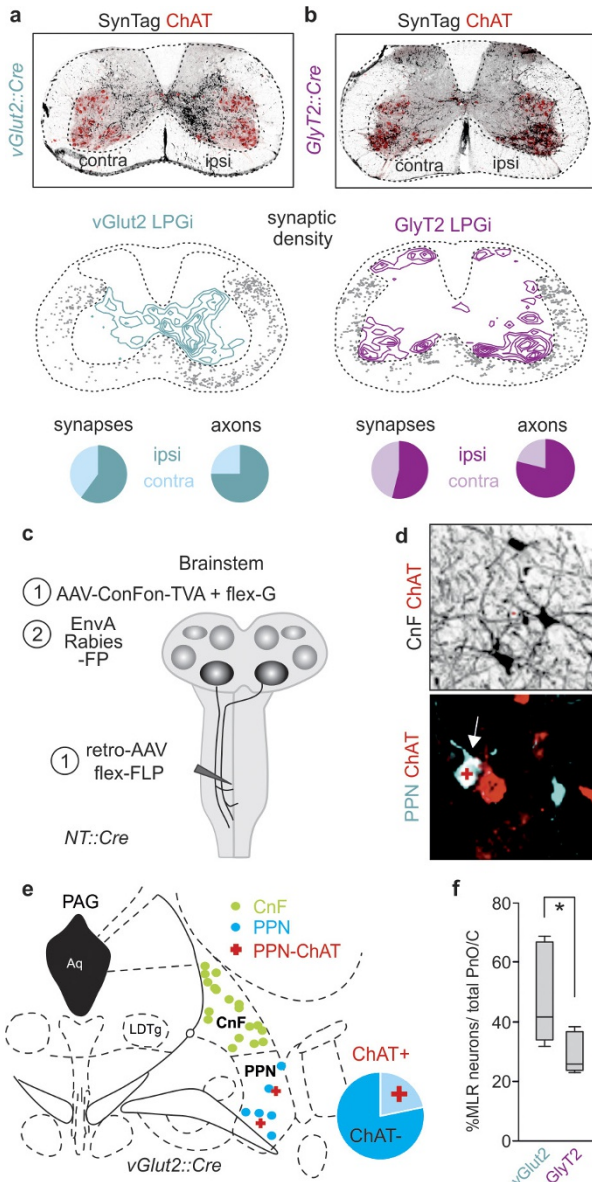 a
SynTag ChAT
vGlut2::Cre
contra
ipsi
b
SynTag ChAT
GlyT2::Cre
contra
ipsi
synaptic
density
vGlut2 LPGi
GlyT2 LPGi
synapses
axons
ipsi
contra
synapses
axons
ipsi
contra
c
Brainstem
1 AAV-ConFon-TVA + flex-G
2 EnvA
Rabies
-FP
1 retro-AAV
flex-FLP
NT::Cre
d
CnF ChAT
PPN ChAT
e
PAG
Aq
LDTg
CnF
PPN
PPN-ChAT
CnF
PPN
ChAT+
ChAT-
vGlut2::Cre
f
%MLR neurons/ total PnO/C
80
60
40
20
0
*
vGlut2
GlyT2